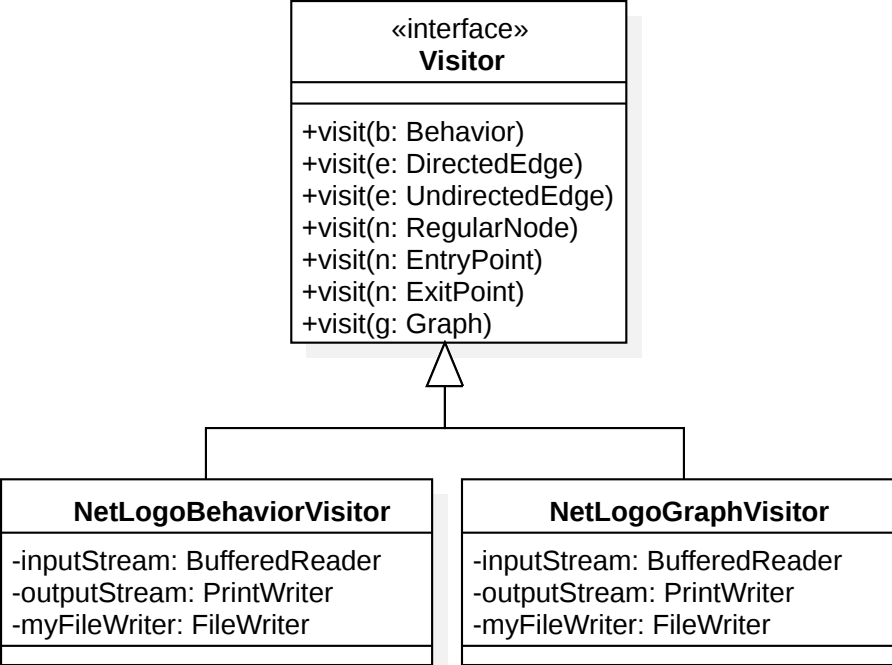 «interface»
Visitor
+visit(b: Behavior)
+visit(e: DirectedEdge)
+visit(e: UndirectedEdge)
+visit(n: RegularNode)
+visit(n: EntryPoint)
+visit(n: ExitPoint)
+visit(g: Graph)
NetLogoBehaviorVisitor
-inputStream: BufferedReader
-outputStream: PrintWriter
-myFileWriter: FileWriter
NetLogoGraphVisitor
-inputStream: BufferedReader
-outputStream: PrintWriter
-myFileWriter: FileWriter